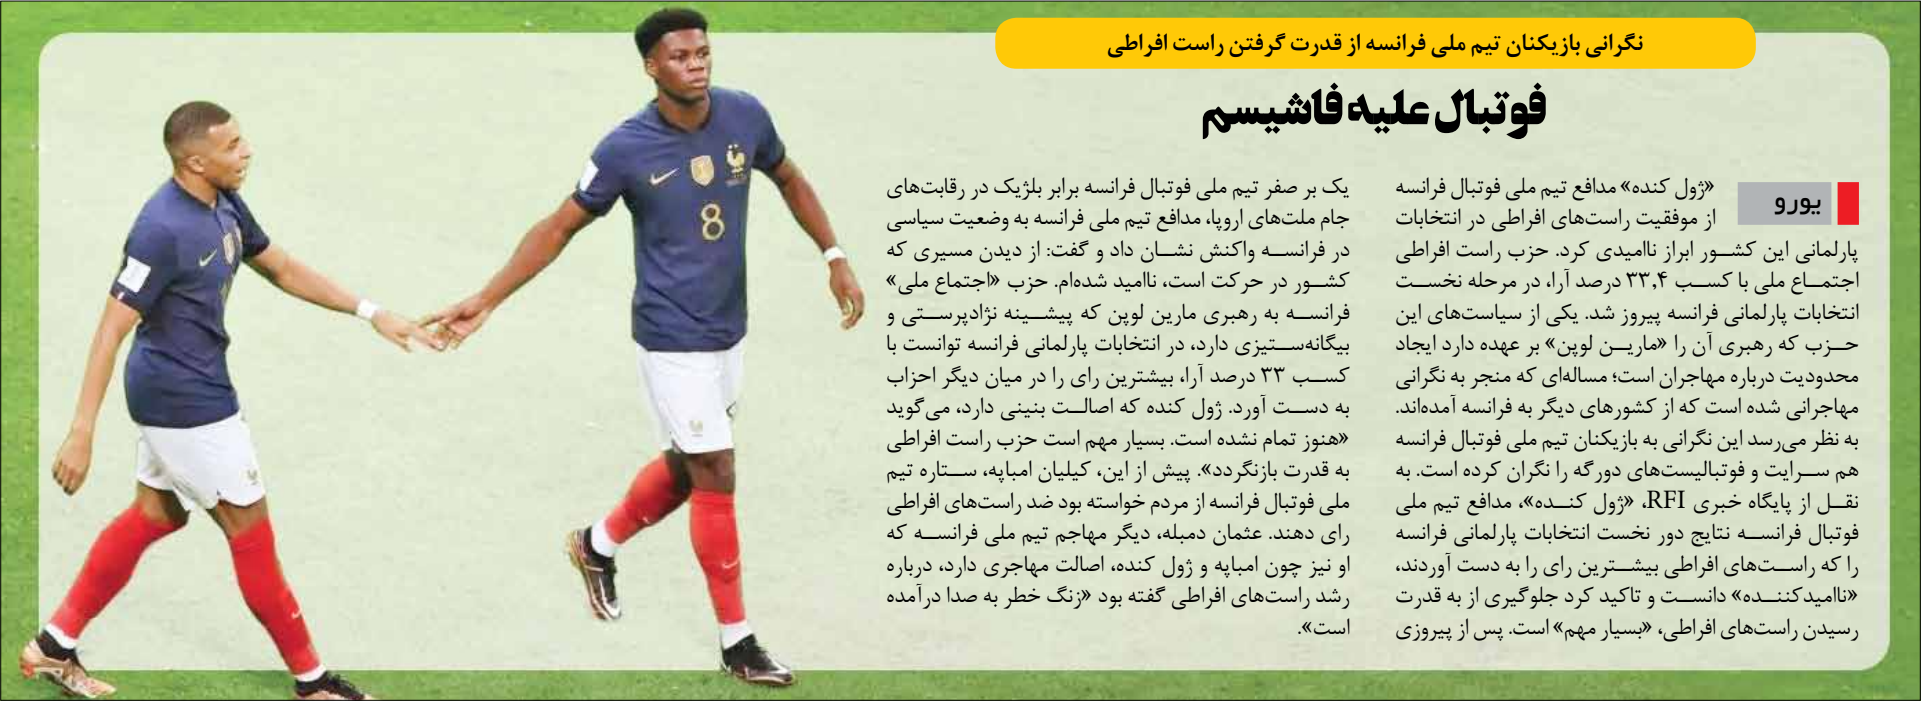 نگرانی بازیکنان تیم ملی فرانسه از قدرت گرفتن راست افراطی
فوتبال علیه فاشیسم
یورو
«ژول کنده» مدافع تیم ملی فوتبال فرانسه
از موفقیت راست‌های افراطی در انتخابات
پارلمانی این کشور ابراز ناامیدی کرد. حزب راست افراطی
اجتماع ملی با کسب ۳۳٫۴ درصد آرا، در مرحله نخست
انتخابات پارلمانی فرانسه پیروز شد. یکی از سیاست‌های این
حزب که رهبری آن را «مارین لوپن» بر عهده دارد ایجاد
محدودیت درباره مهاجران است؛ مساله‌ای که منجر به نگرانی
مهاجرانی شده است که از کشورهای دیگر به فرانسه آمده‌اند.
به نظر می‌رسد این نگرانی به بازیکنان تیم ملی فوتبال فرانسه
هم سرایت و فوتبالیست‌های دورگه را نگران کرده است. به
نقل از پایگاه خبری RFI، «ژول کنده»، مدافع تیم ملی
فوتبال فرانسه نتایج دور نخست انتخابات پارلمانی فرانسه
را که راست‌های افراطی بیشترین رای را به دست آوردند،
«ناامیدکننده» دانست و تاکید کرد جلوگیری از به قدرت
رسیدن راست‌های افراطی، «بسیار مهم» است. پس از پیروزی
یک بر صفر تیم ملی فوتبال فرانسه برابر بلژیک در رقابت‌های
جام ملت‌های اروپا، مدافع تیم ملی فرانسه به وضعیت سیاسی
در فرانسه واکنش نشان داد و گفت: از دیدن مسیری که
کشور در حرکت است، ناامید شده‌ام. حزب «اجتماع ملی»
فرانسه به رهبری مارین لوپن که پیشینه نژادپرستی و
بیگانه‌ستیزی دارد، در انتخابات پارلمانی فرانسه توانست با
کسب ۳۳ درصد آرا، بیشترین رای را در میان دیگر احزاب
به دست آورد. ژول کنده که اصالت بنینی دارد، می‌گوید
«هنوز تمام نشده است. بسیار مهم است حزب راست افراطی
به قدرت بازنگردد». پیش از این، کیلیان امباپه، ستاره تیم
ملی فوتبال فرانسه از مردم خواسته بود ضد راست‌های افراطی
رای دهند. عثمان دمبله، دیگر مهاجم تیم ملی فرانسه که
او نیز چون امباپه و ژول کنده، اصالت مهاجری دارد، درباره
رشد راست‌های افراطی گفته بود «زنگ خطر به صدا درآمده
است».
8